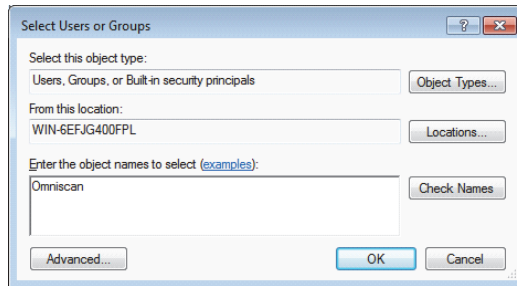 Select Users or Groups
Select this object type:
Users, Groups, or Built-in security principals
Object Types...
From this location:
WIN-6EFJG400FPL
Locations...
Enter the object names to select (examples):
Omniscan
Check Names
Advanced...
OK
Cancel